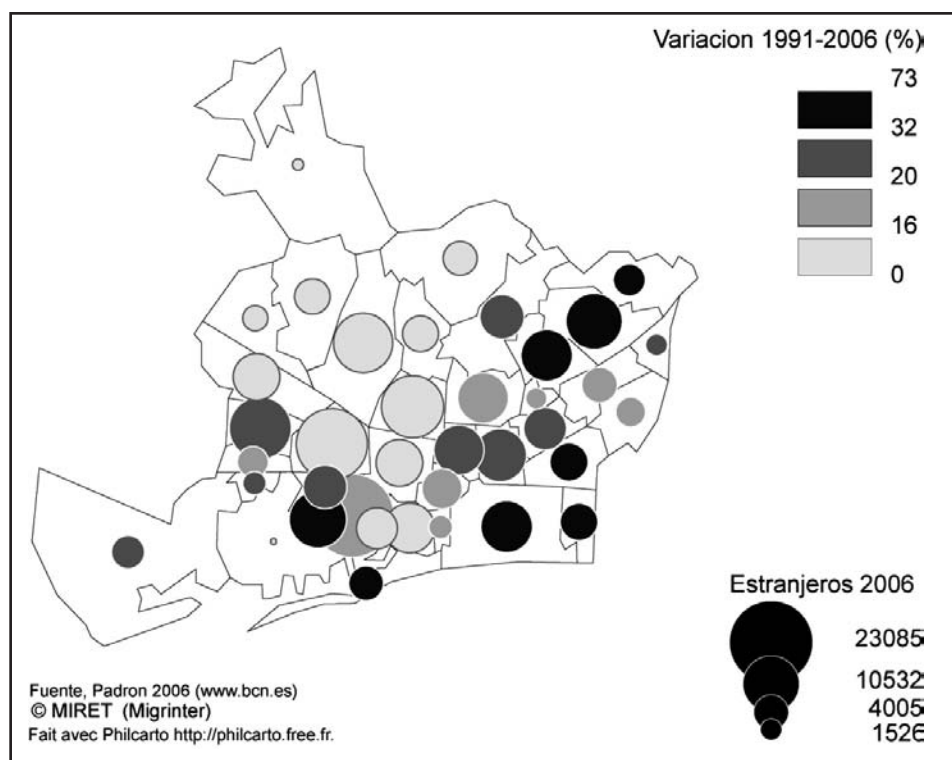 Variacion 1991-2006 (%)
73
32
20
16
0
Estranjeros 2006
23085
10532
4005
1526
Fuente, Padron 2006 (www.bcn.es)
© MIRET (Migrinter)
Fait avec Philcarto http://philcarto.free.fr.